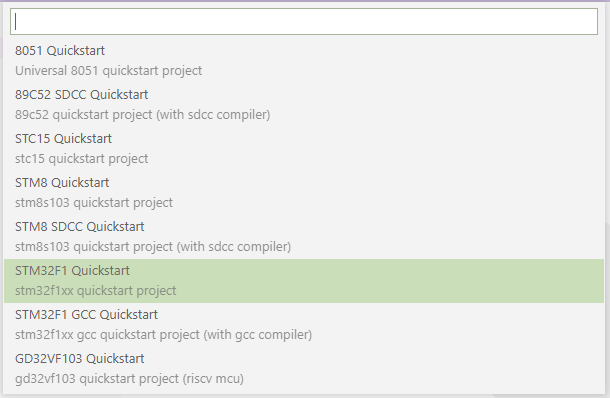 8051 Quickstart
Universal 8051 quickstart project
89C52 SDCC Quickstart
89c52 quickstart project (with sdcc compiler)
STC15 Quickstart
stc15 quickstart project
STM8 Quickstart
stm8s103 quickstart project
STM8 SDCC Quickstart
stm8s103 quickstart project (with sdcc compiler)
STM32F1 Quickstart
stm32f1xx quickstart project
STM32F1 GCC Quickstart
stm32f1xx gcc quickstart project (with gcc compiler)
GD32VF103 Quickstart
gd32vf103 quickstart project (riscv mcu)